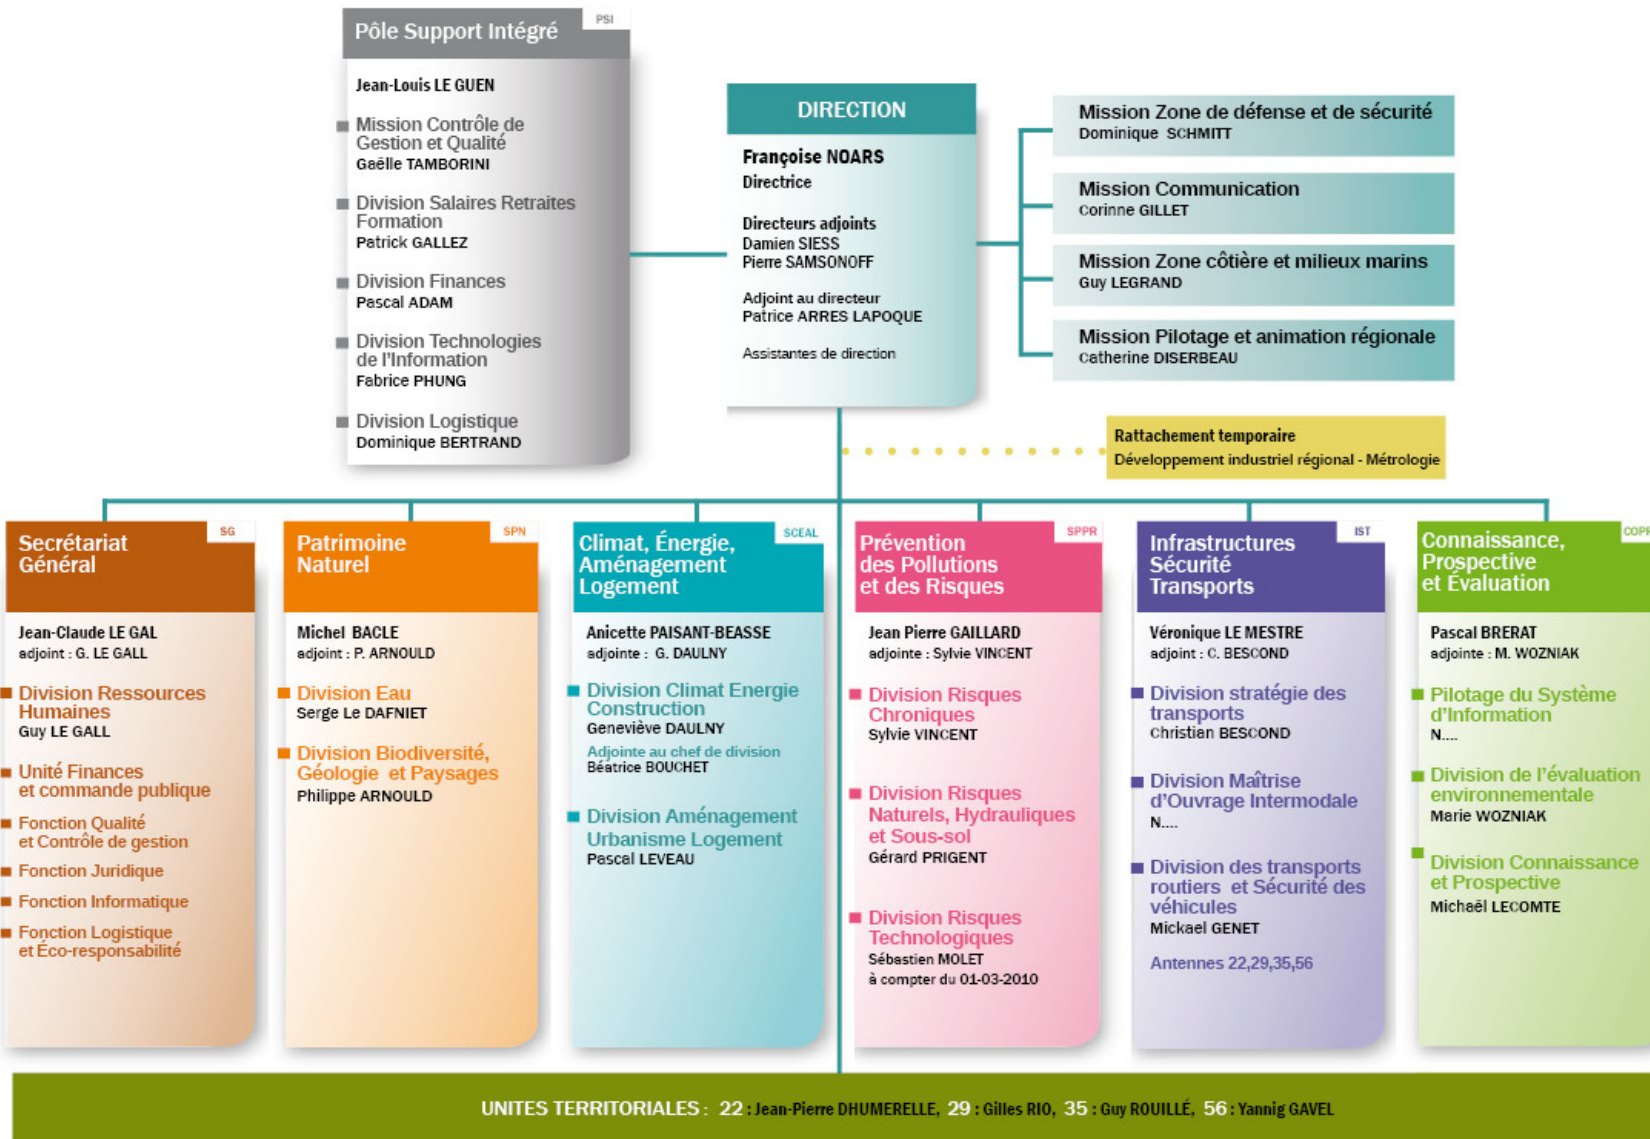 Pôle Support Intégré
PSI
Jean-Louis LE GUEN
Mission Contrôle de
Gestion et Qualité
Gaëlle TAMBORINI
Division Salaires Retraites
Formation
Patrick GALLEZ
Division Finances
Pascal ADAM
Division Technologies
de l'Information
Fabrice PHUNG
Division Logistique
Dominique BERTRAND
DIRECTION
Françoise NOARS
Directrice
Directeurs adjoints
Damien SIESS
Pierre SAMSONOFF
Adjoint au directeur
Patrice ARRES LAPOQUE
Assistantes de direction
Mission Zone de défense et de sécurité
Dominique SCHMITT
Mission Communication
Corinne GILLET
Mission Zone côtière et milieux marins
Guy LEGRAND
Mission Pilotage et animation régionale
Catherine DISERBEAU
Rattachement temporaire
Développement industriel régional - Métrologie
SG
Secrétariat
Général
Jean-Claude LE GAL
adjoint : G. LE GALL
Division Ressources
Humaines
Guy LE GALL
Unité Finances
et commande publique
Fonction Qualité
et Contrôle de gestion
Fonction Juridique
Fonction Informatique
Fonction Logistique
et Éco-responsabilité
SPN
Patrimoine
Naturel
Michel BACLE
adjoint : P. ARNOULD
Division Eau
Serge Le DAFNIET
Division Biodiversité,
Géologie et Paysages
Philippe ARNOULD
SCEAL
Climat, Énergie,
Aménagement
Logement
Anicette PAISANT-BEASSE
adjointe : G. DAULNY
Division Climat Energie
Construction
Geneviève DAULNY
Adjointe au chef de division
Béatrice BOUCHET
Division Aménagement
Urbanisme Logement
Pascal LEVEAU
SPPR
Prévention
des Pollutions
et des Risques
Jean Pierre GAILLARD
adjointe : Sylvie VINCENT
Division Risques
Chroniques
Sylvie VINCENT
Division Risques
Naturels, Hydrauliques
et Sous-sol
Gérard PRIGENT
Division Risques
Technologiques
Sébastien MOLET
à compter du 01-03-2010
IST
Infrastructures
Sécurité
Transports
Véronique LE MESTRE
adjoint : C. BESCOND
Division stratégie des
transports
Christian BESCOND
Division Maîtrise
d'Ouvrage Intermodale
N....
Division des transports
routiers et Sécurité des
véhicules
Mickael GENET
Antennes 22,29,35,56
COPR
Connaissance,
Prospective
et Évaluation
Pascal BRERAT
adjointe : M. WOZNIAK
Pilotage du Système
d'Information
N....
Division de l'évaluation
environnementale
Marie WOZNIAK
Division Connaissance
et Prospective
Michaël LECOMTE
UNITES TERRITORIALES : 22 : Jean-Pierre DHUMERELLE, 29 : Gilles RIO, 35 : Guy ROUILLÉ, 56 : Yannig GAVEL